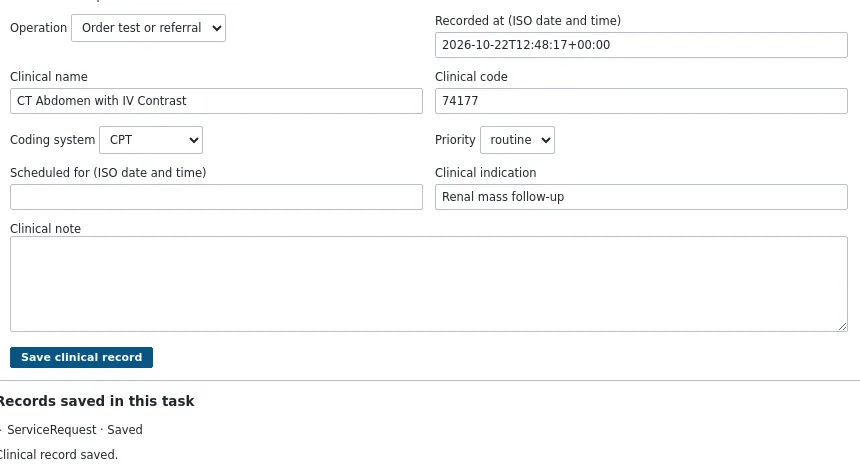 Operation Order test or referral
Recorded at (ISO date and time)
2026-10-22T12:48:17+00:00
Clinical name
CT Abdomen with IV Contrast
Clinical code
74177
Coding system CPT
Priority routine
Scheduled for (ISO date and time)
Clinical indication
Renal mass follow-up
Clinical note
Save clinical record
Records saved in this task
ServiceRequest · Saved
Clinical record saved.